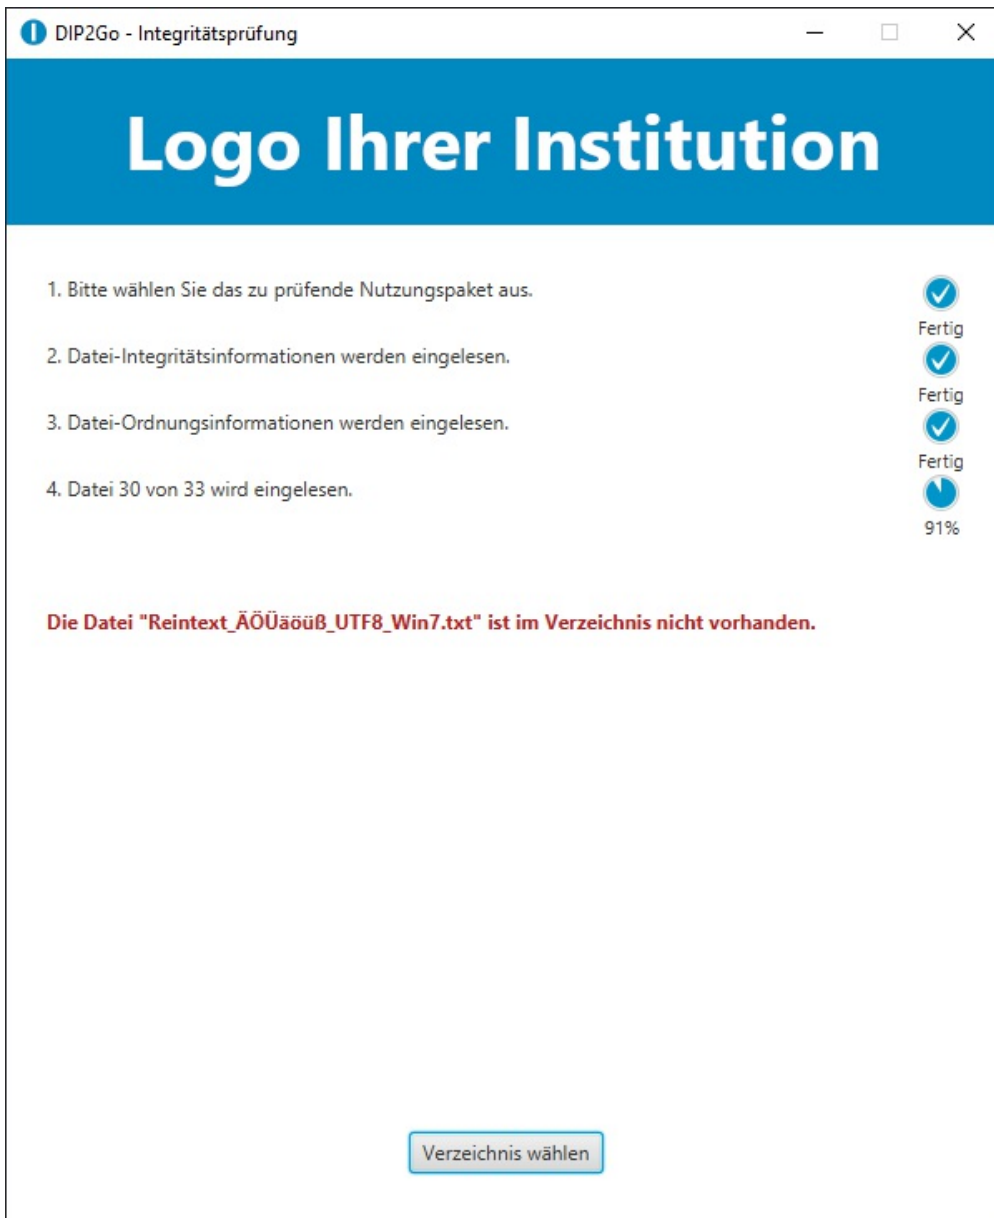 DIP2Go - Integritätsprüfung
Logo Ihrer Institution
1. Bitte wählen Sie das zu prüfende Nutzungspaket aus.
Fertig
2. Datei-Integritätsinformationen werden eingelesen.
Fertig
3. Datei-Ordnungsinformationen werden eingelesen.
Fertig
4. Datei 30 von 33 wird eingelesen.
91%
Die Datei "Reintext_ÄÖÜäöüß_UTF8_Win7.txt" ist im Verzeichnis nicht vorhanden.
Verzeichnis wählen